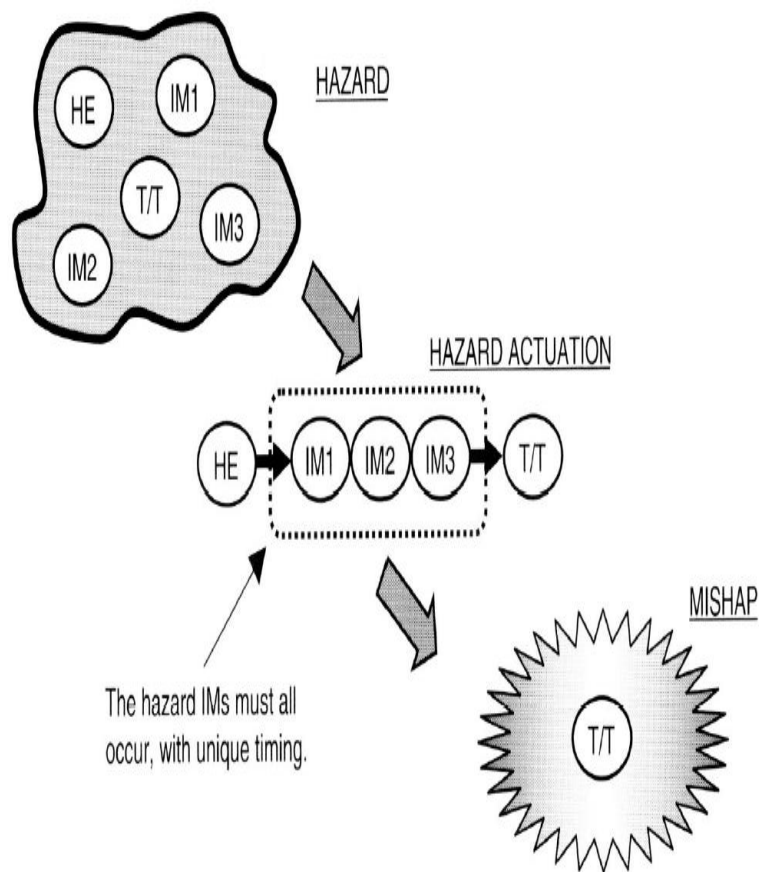 HAZARD
HE
IM1
T/T
IM3
IM2
HAZARD ACTUATION
HE
IM1
IM2
IM3
T/T
MISHAP
The hazard IMs must all
occur, with unique timing.
T/T